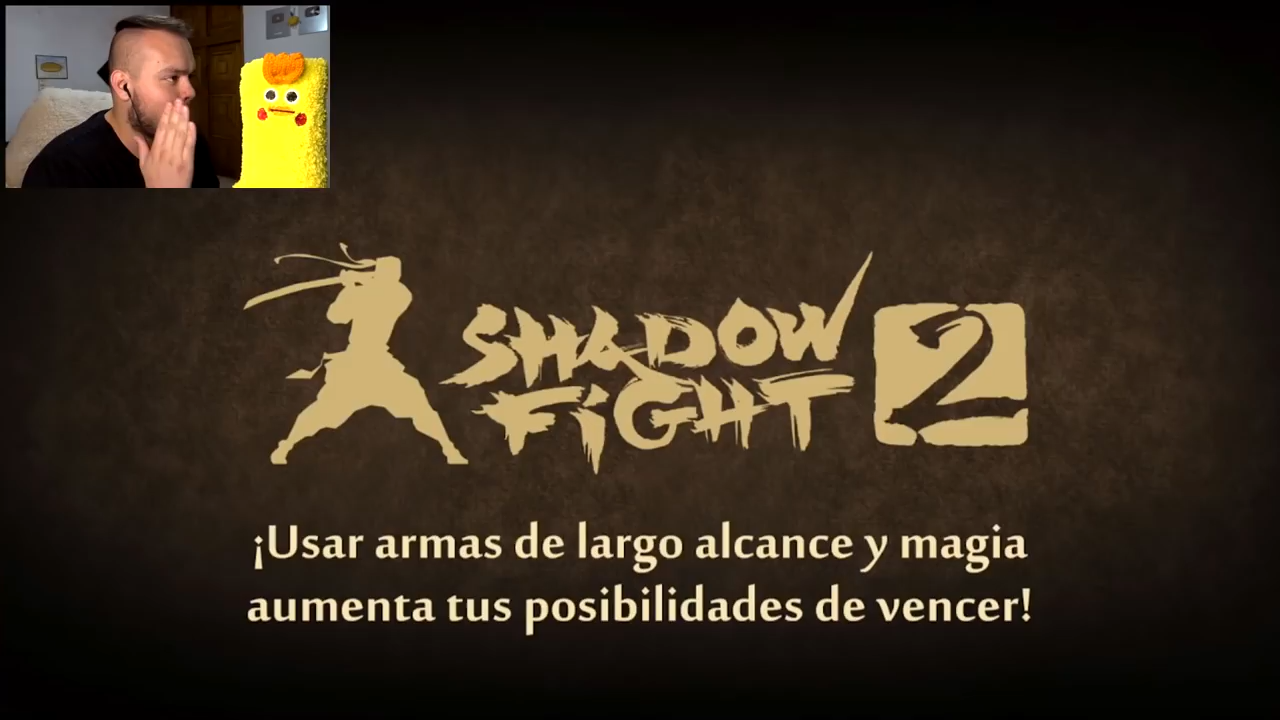 SHADOW
FiGHT 2
¡Usar armas de largo alcance y magia
aumenta tus posibilidades de vencer!